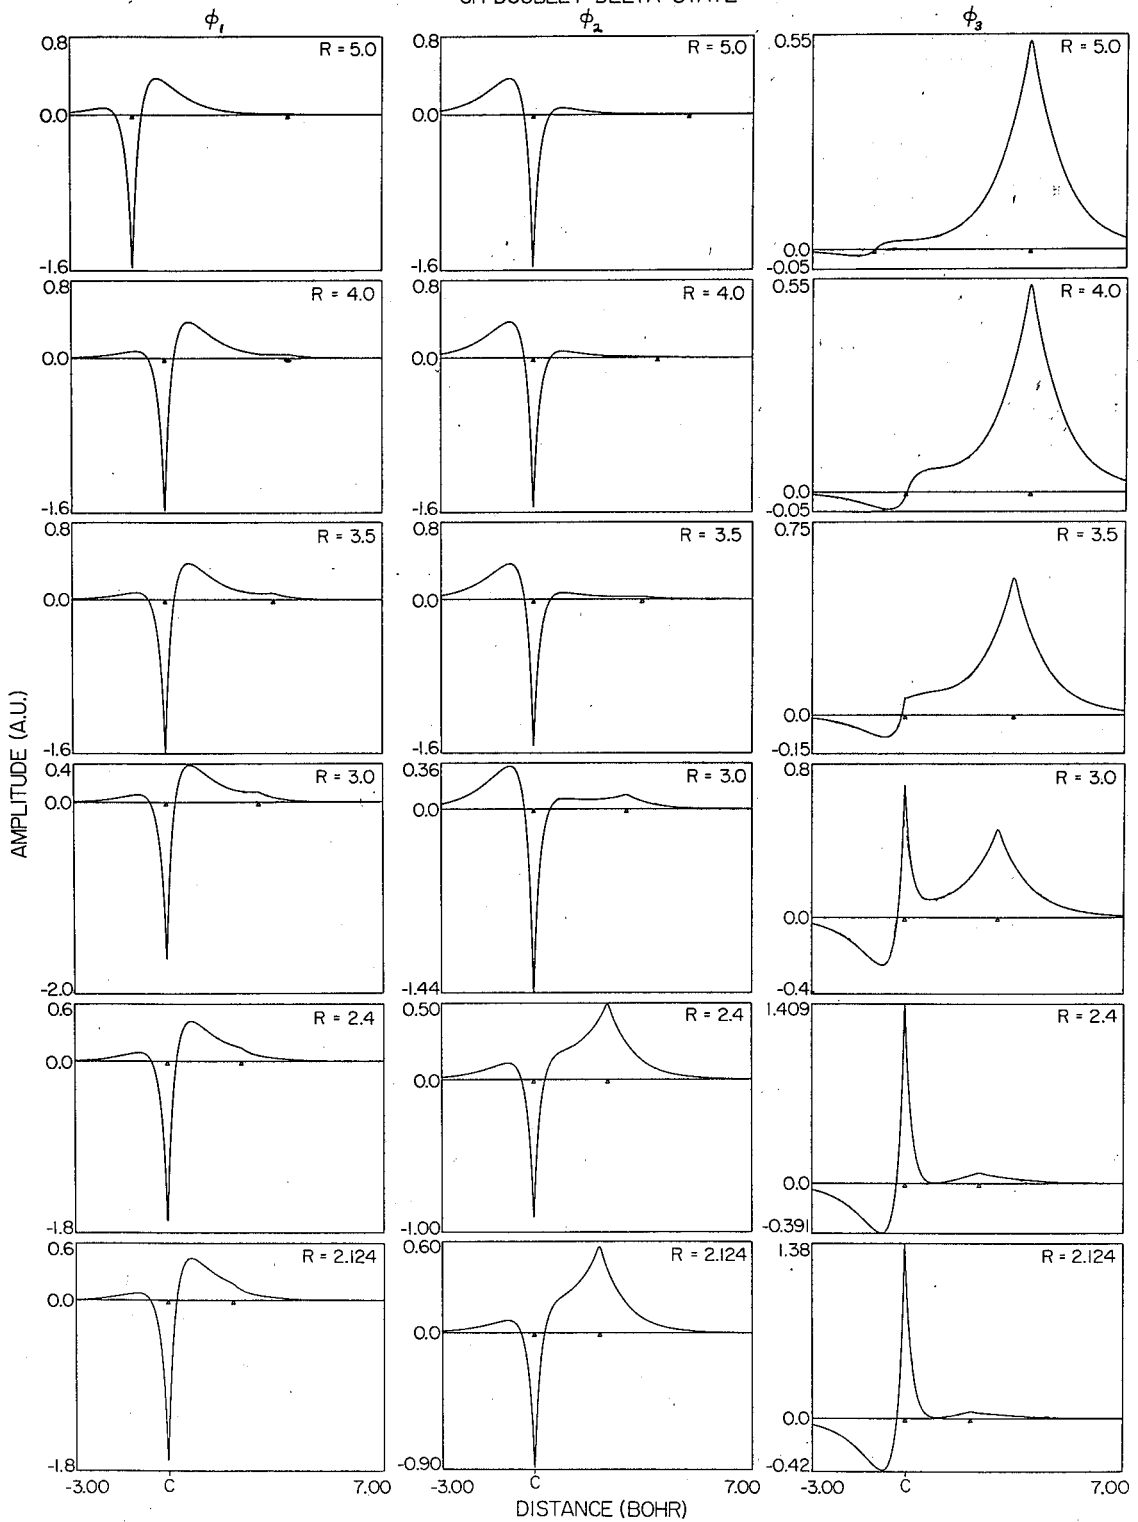 CH DOUBLET DELTA STATE
ϕ₁ ϕ₂ ϕ₃
0.8 R = 5.0 0.8 R = 5.0 0.55 R = 5.0
0.0 0.0 0.0
-1.6 -1.6 -0.05
0.8 R = 4.0 0.8 R = 4.0 0.55 R = 4.0
0.0 0.0 0.0
-1.6 -1.6 -0.05
0.8 R = 3.5 0.8 R = 3.5 0.75 R = 3.5
0.0 0.0 0.0
-1.6 -1.6 -0.15
AMPLITUDE (A.U.)
0.4 R = 3.0 0.36 R = 3.0 0.8 R = 3.0
0.0 0.0 0.0
-2.0 -1.44 -0.4
0.6 R = 2.4 0.50 R = 2.4 1.409 R = 2.4
0.0 0.0 0.0
-1.8 -1.00 -0.391
0.6 R = 2.124 0.60 R = 2.124 1.38 R = 2.124
0.0 0.0 0.0
-1.8 -0.90 -0.42
-3.00 C 7.00 -3.00 C 7.00 -3.00 C 7.00
DISTANCE (BOHR)